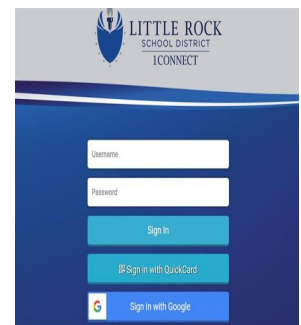 LITTLE ROCK
SCHOOL DISTRICT
1CONNECT
Username
Password
Sign In
Sign in with QuickCard
G Sign in with Google